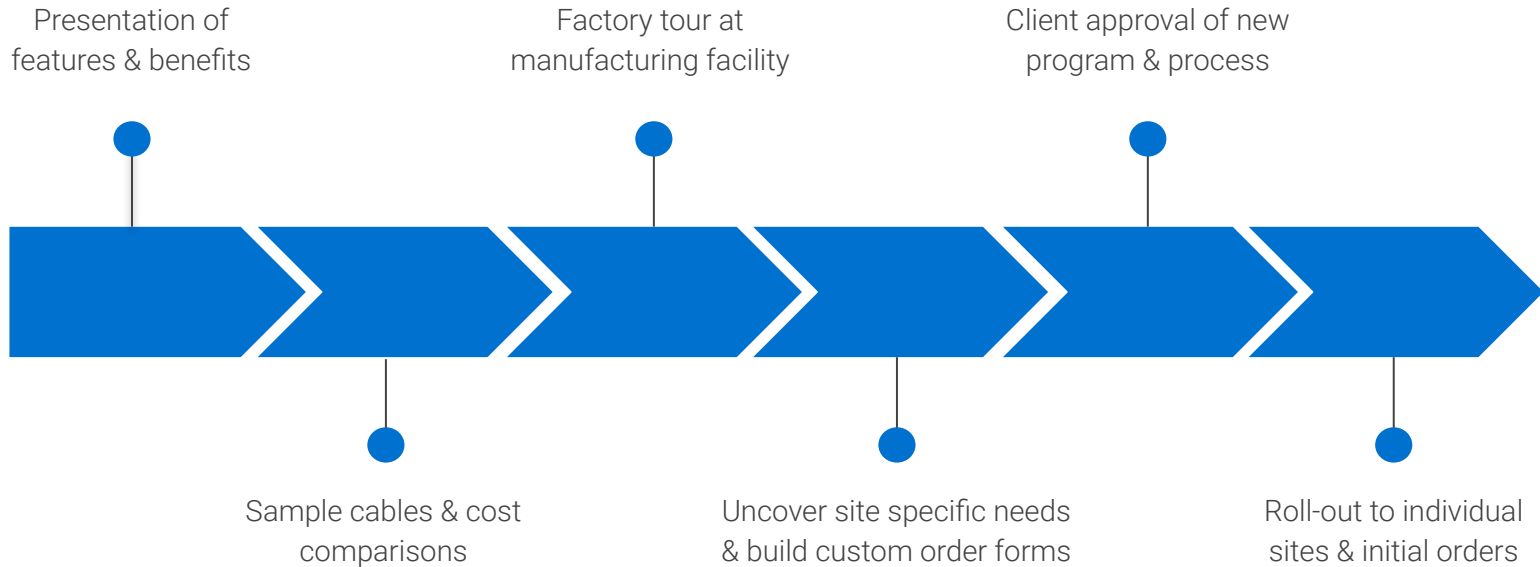 Presentation of
features & benefits
Factory tour at
manufacturing facility
Client approval of new
program & process
Sample cables & cost
comparisons
Uncover site specific needs
& build custom order forms
Roll-out to individual
sites & initial orders